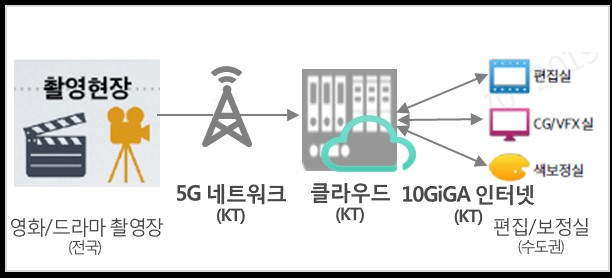 촬영현장
편집실
CG/VFX실
색보정실
5G 네트워크
(KT)
클라우드
(KT)
10GiGA 인터넷
(KT)
영화/드라마 촬영장
(전국)
편집/보정실
(수도권)